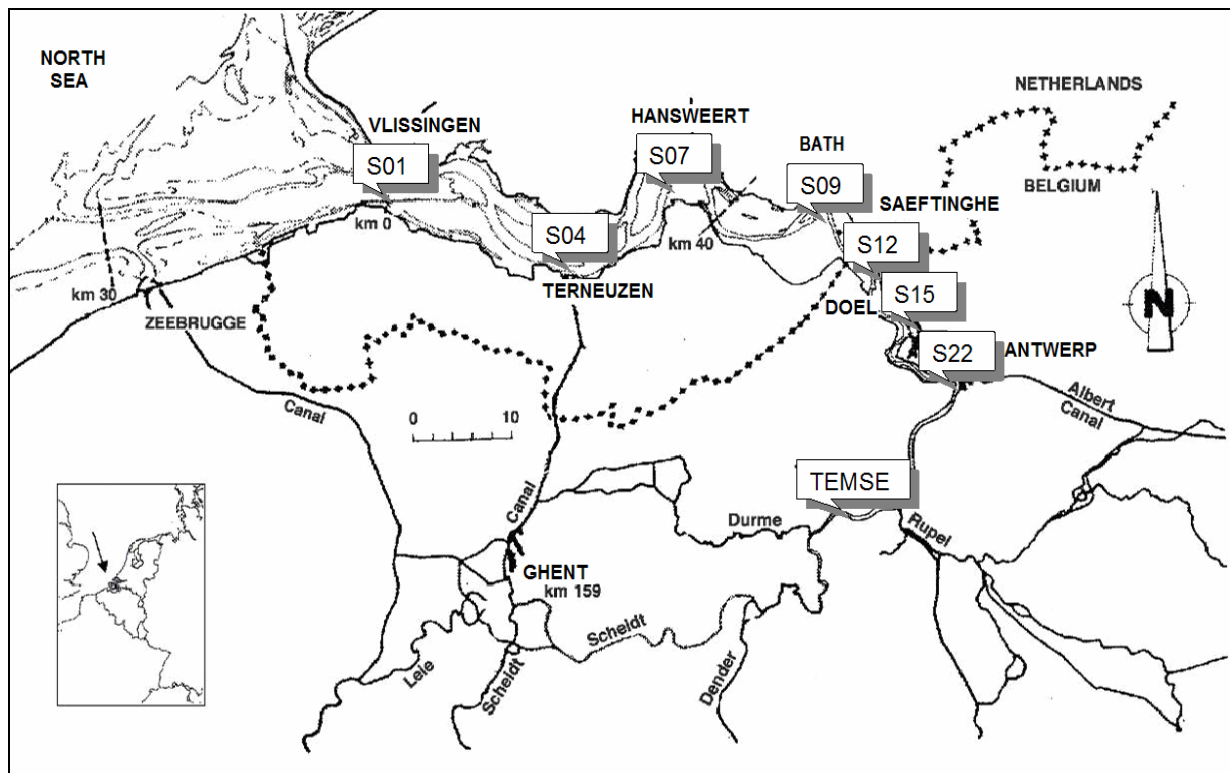 NORTH
SEA
VLISSINGEN
S01
HANSWEERT
S07
BATH
S09
NETHERLANDS
BELGIUM
SAEFTINGHE
km 0
km 40
S04
TERNEUZEN
S12
S15
DOEL
km 30
ZEEBRUGGE
S22
ANTWERP
N
Albert
Canal
Canal
0 10
TEMSE
Canal
Durme
Rupel
GHENT
km 159
Scheldt
Leie
Scheldt
Dender